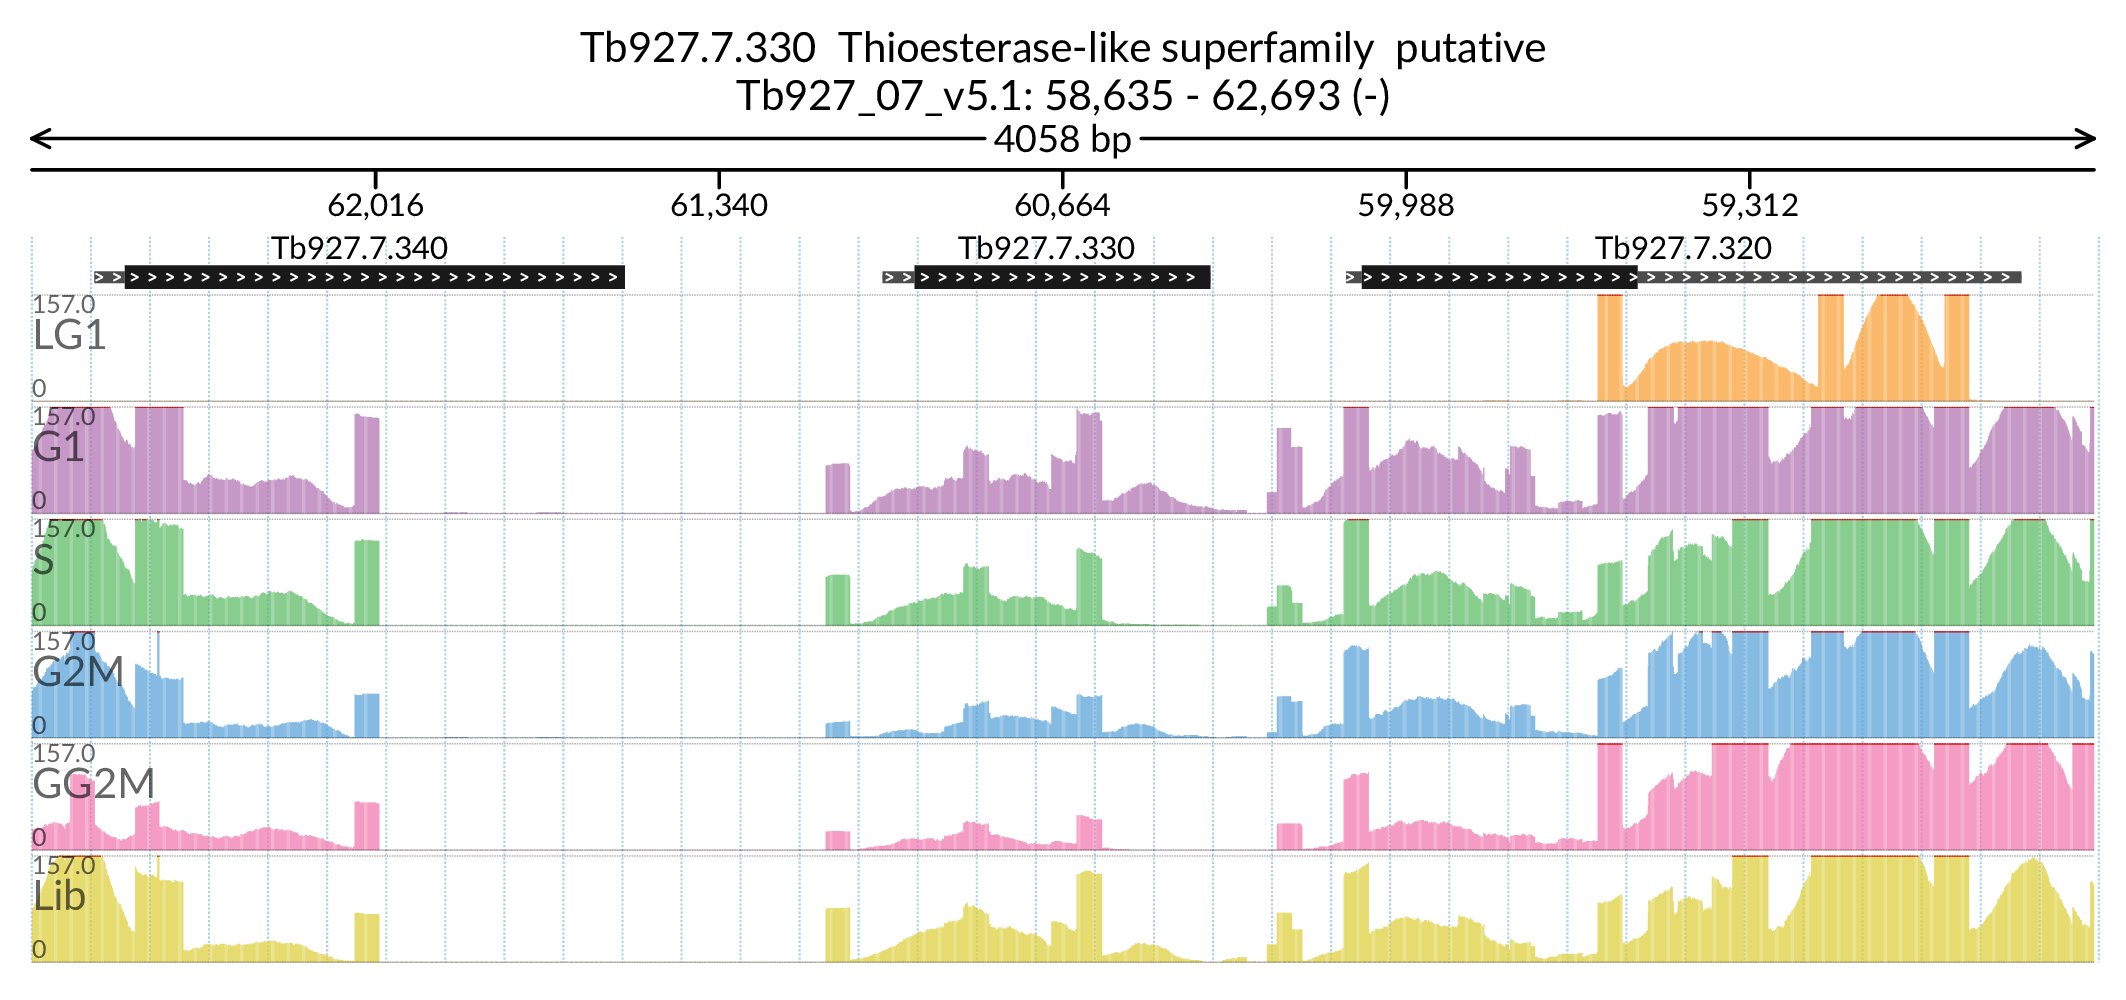 Tb927.7.330 Thioesterase-like superfamily putative
Tb927_07_v5.1: 58,635 - 62,693 (-)
4058 bp
62,016 61,340 60,664 59,988 59,312
Tb927.7.340 Tb927.7.330 Tb927.7.320
157.0
LG1
0
157.0
G1
0
157.0
S
0
157.0
G2M
0
157.0
GG2M
0
157.0
Lib
0